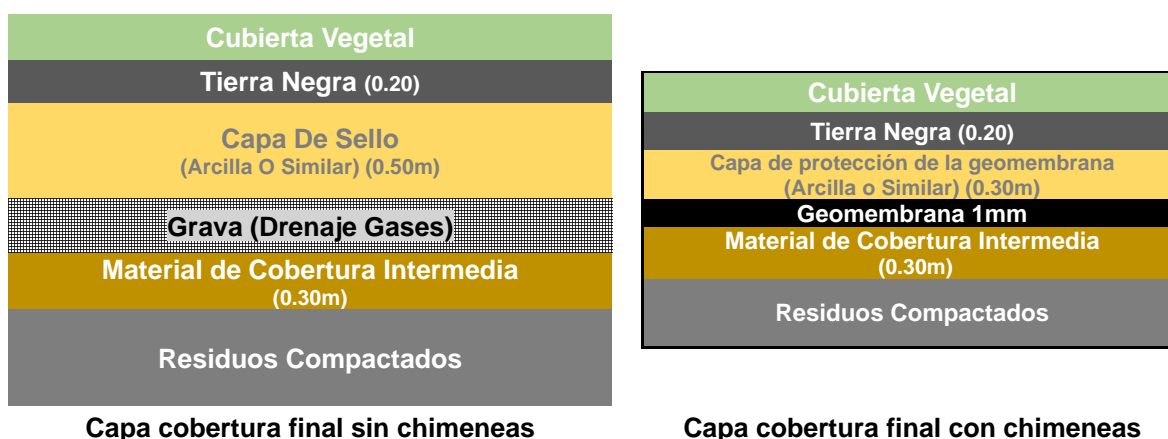 Cubierta Vegetal
Tierra Negra (0.20)
Capa De Sello
(Arcilla O Similar) (0.50m)
Grava (Drenaje Gases)
Material de Cobertura Intermedia
(0.30m)
Residuos Compactados
Capa cobertura final sin chimeneas
Cubierta Vegetal
Tierra Negra (0.20)
Capa de protección de la geomembrana
(Arcilla o Similar) (0.30m)
Geomembrana 1mm
Material de Cobertura Intermedia
(0.30m)
Residuos Compactados
Capa cobertura final con chimeneas